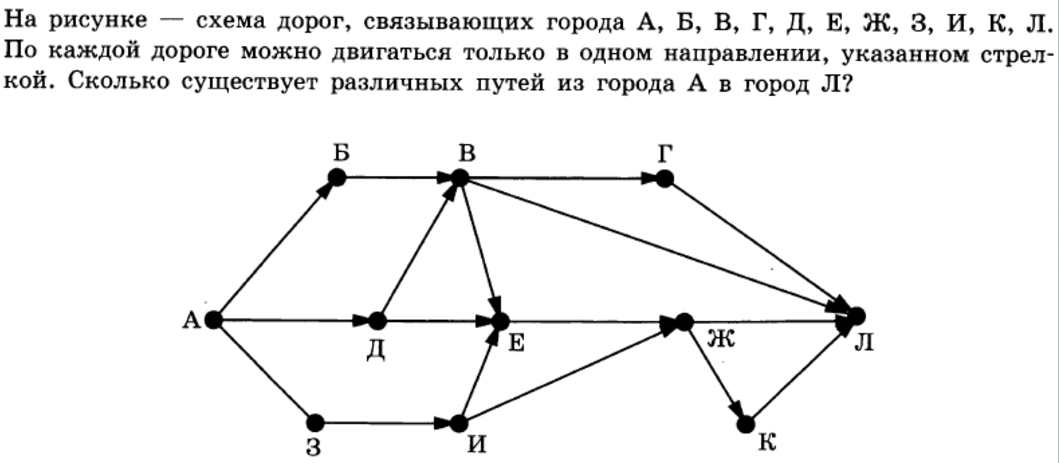 На рисунке — схема дорог, связывающих города А, Б, В, Г, Д, Е, Ж, З, И, К, Л.
По каждой дороге можно двигаться только в одном направлении, указанном стрел-
кой. Сколько существует различных путей из города А в город Л?
Б В Г
А Д Е Ж Л
З И К